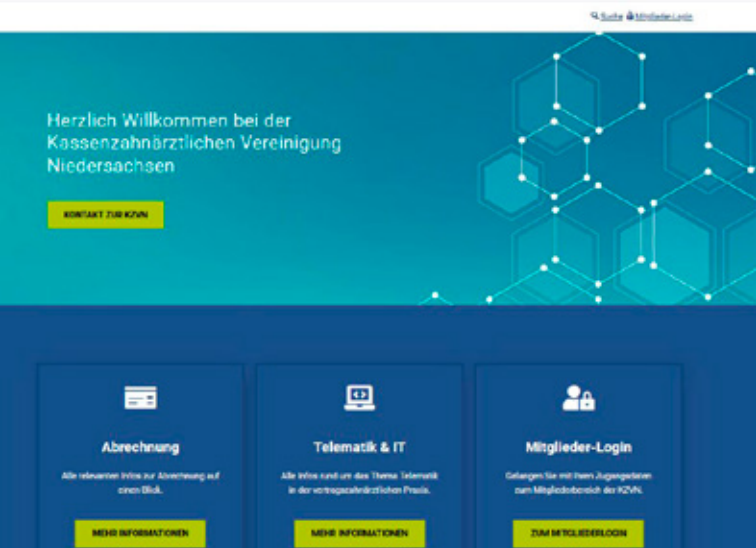 Suche Mitglieder-Login
Herzlich Willkommen bei der
Kassenzahnärztlichen Vereinigung
Niedersachsen
KONTAKT ZUR KZVN
Abrechnung
Telematik & IT
Mitglieder-Login
Alle relevanten Infos zur Abrechnung auf
einen Blick.
Alle Infos rund um das Thema Telematik
in der vertragszahnärztlichen Praxis.
Gelangen Sie mit Ihren Zugangsdaten
zum Mitgliederbereich der KZVN.
MEHR INFORMATIONEN
MEHR INFORMATIONEN
ZUM MITGLIEDERLOGIN